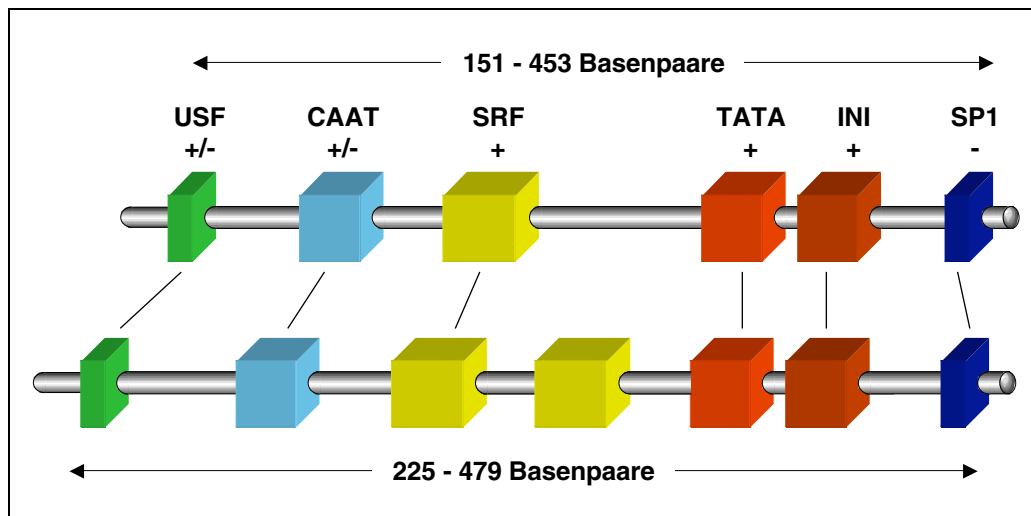 151 - 453 Basenpaare
USF CAAT SRF TATA INI SP1
+/- +/- + + + -
225 - 479 Basenpaare